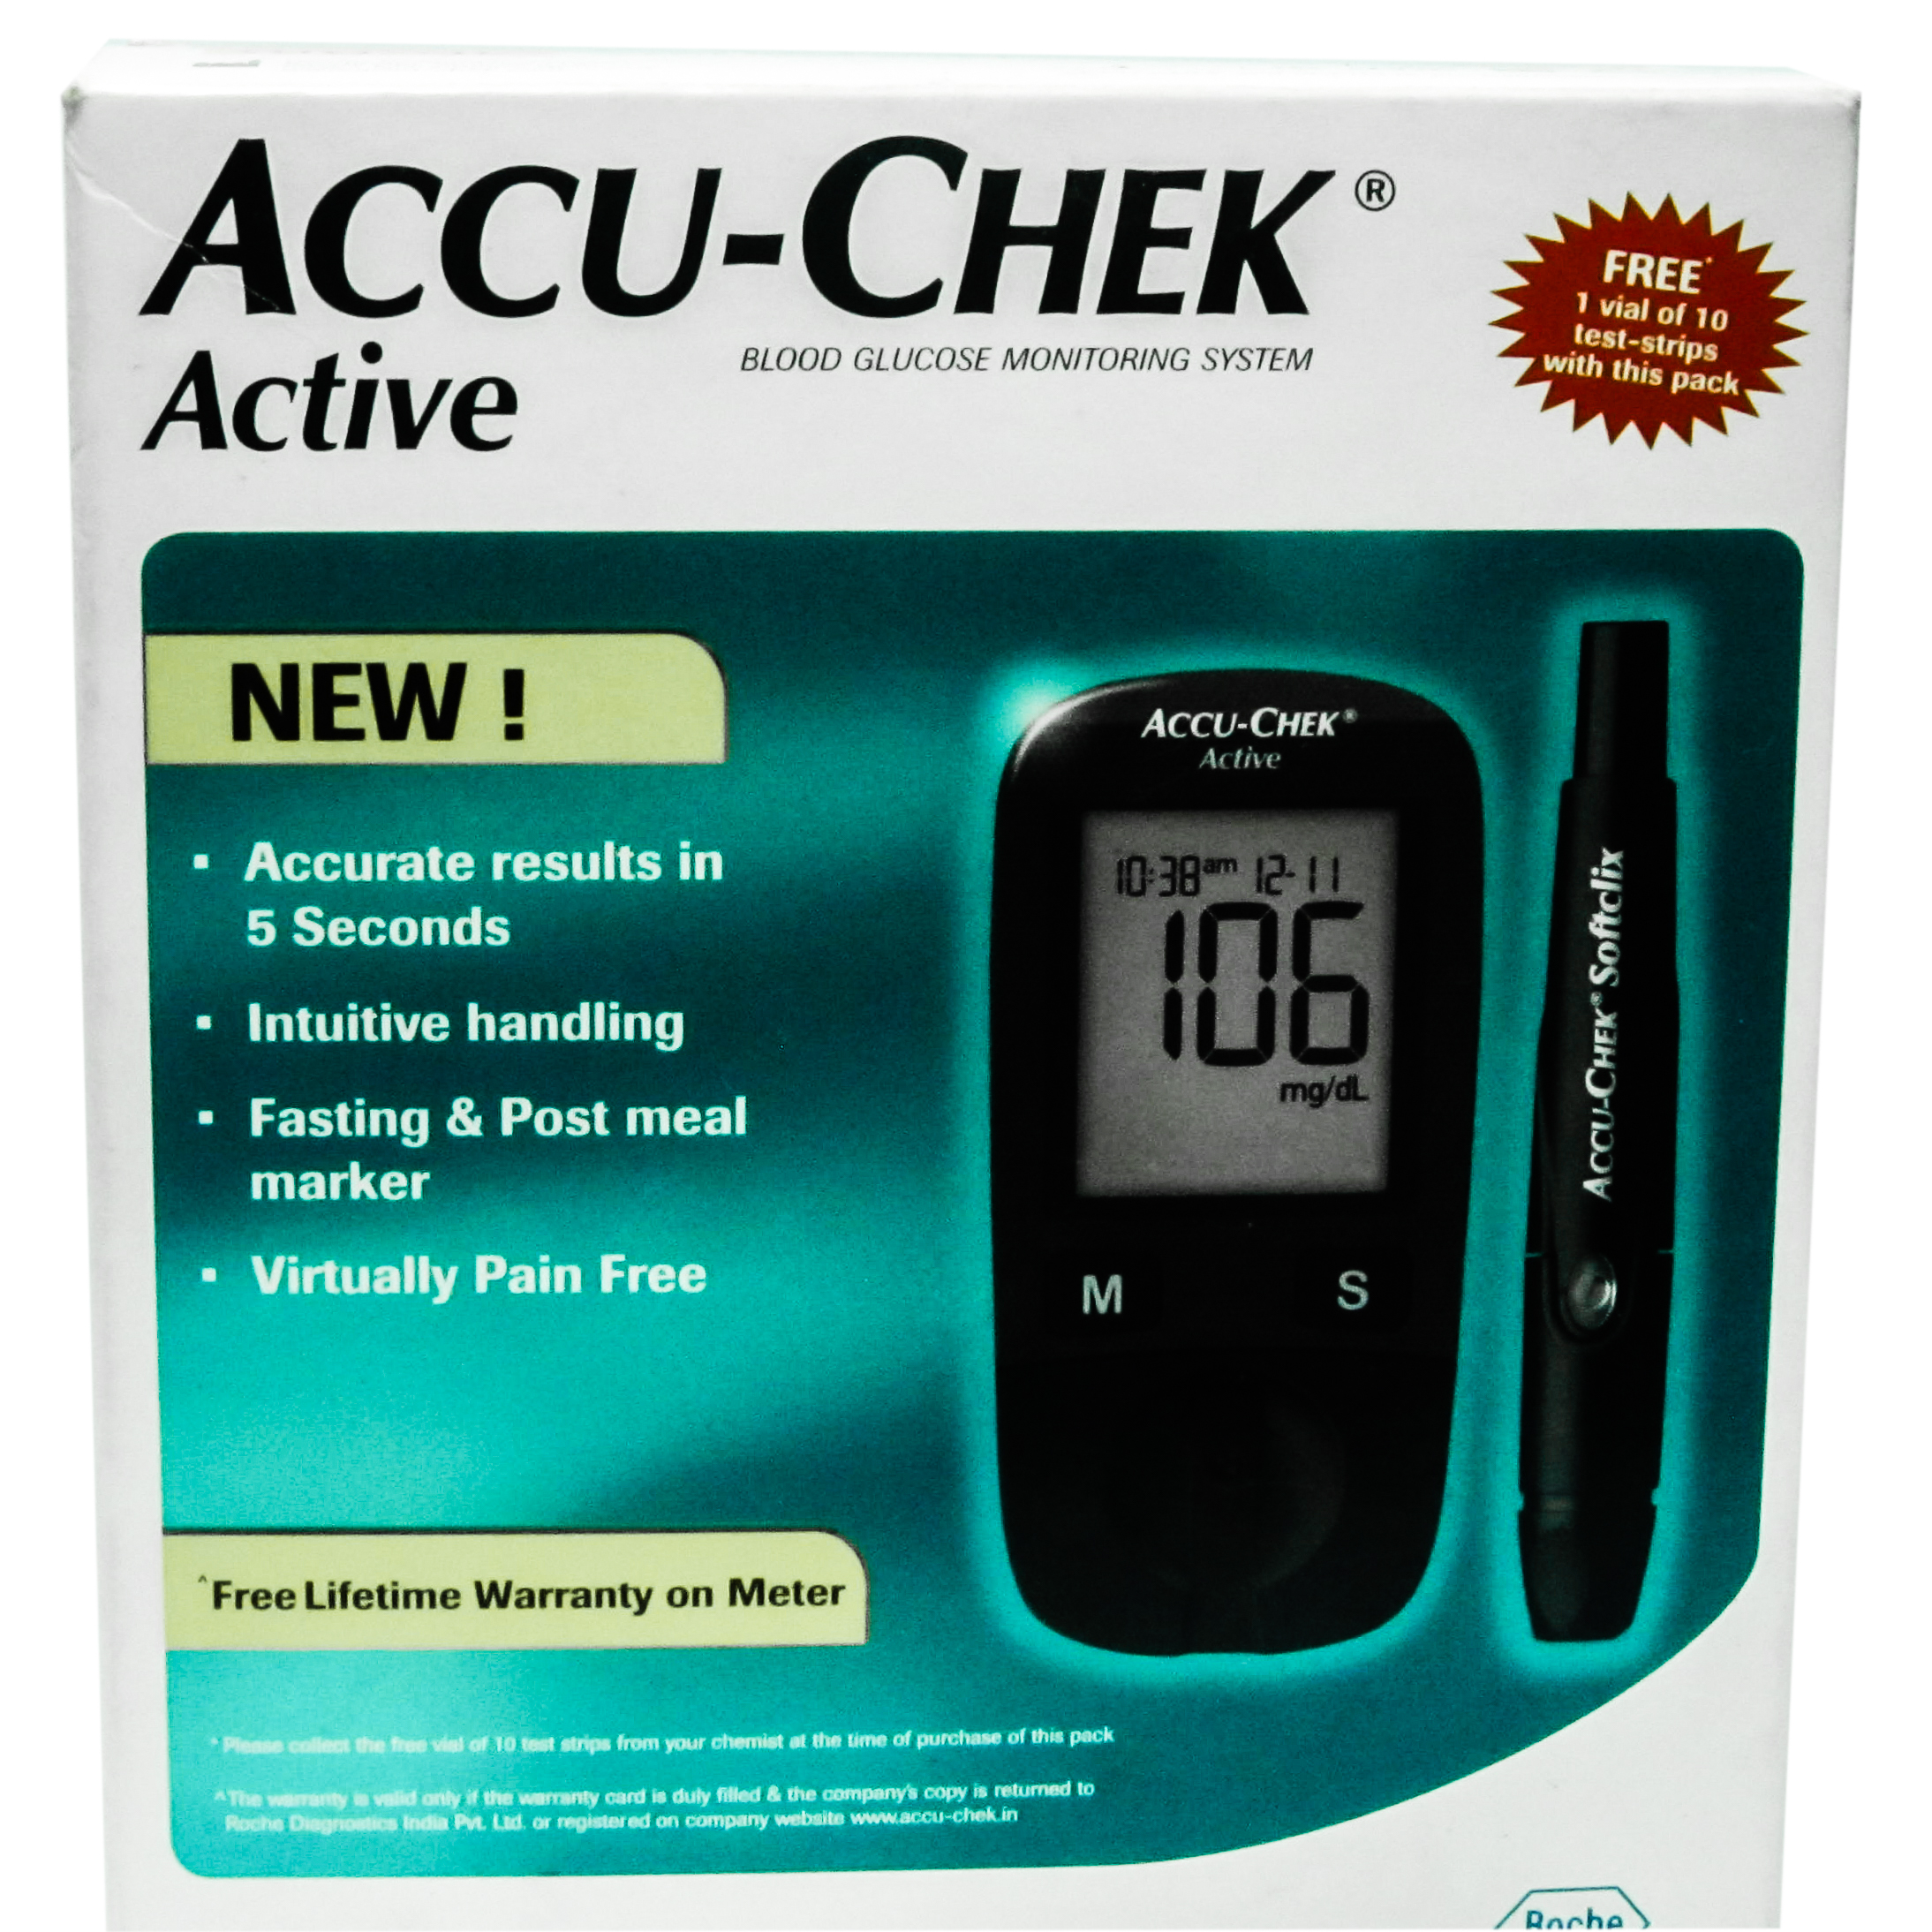 ACCU-CHEK®
Active
BLOOD GLUCOSE MONITORING SYSTEM
FREE*
1 vial of 10
test-strips
with this pack
NEW !
▪ Accurate results in
5 Seconds
▪ Intuitive handling
▪ Fasting & Post meal
marker
▪ Virtually Pain Free
ACCU-CHEK®
Active
10:38am 12-11
106
mg/dL
M S
ACCU-CHEK® Softclix
^Free Lifetime Warranty on Meter
* Please collect the free vial of 10 test strips from your chemist at the time of purchase of this pack
^The warranty is valid only if the warranty card is duly filled & the company's copy is returned to
Roche Diagnostics India Pvt. Ltd. or registered on company website www.accu-chek.in
Roche